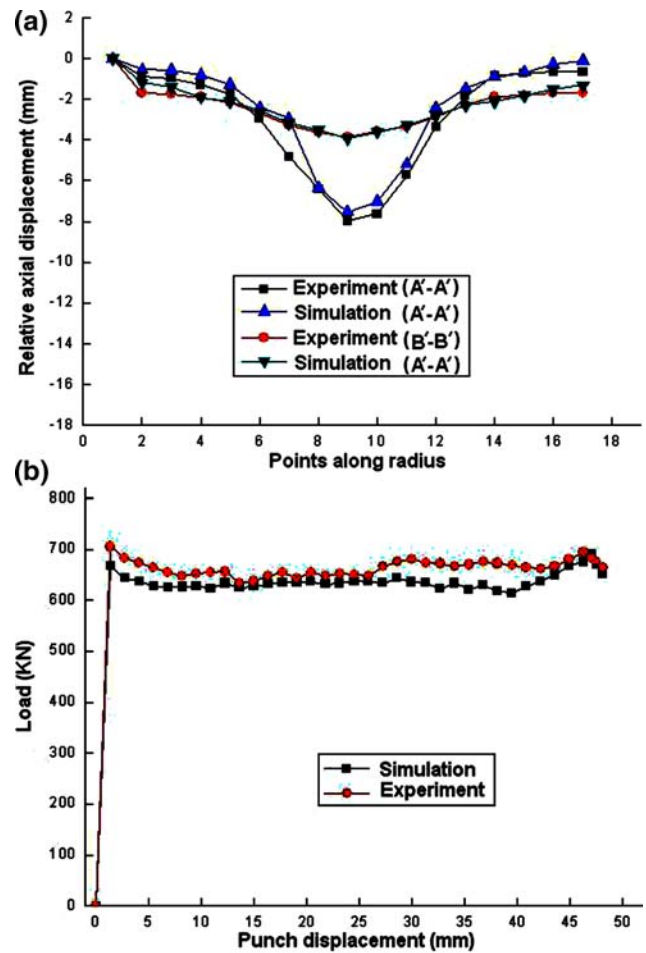 (a)
0
-2
-4
-6
-8
-10
-12
-14
-16
-18
Relative axial displacement (mm)
Experiment (A′-A′)
Simulation (A′-A′)
Experiment (B′-B′)
Simulation (A′-A′)
0 2 4 6 8 10 12 14 16 18
Points along radius
(b)
800
700
600
500
400
300
200
100
0
Load (KN)
Simulation
Experiment
0 5 10 15 20 25 30 35 40 45 50
Punch displacement (mm)